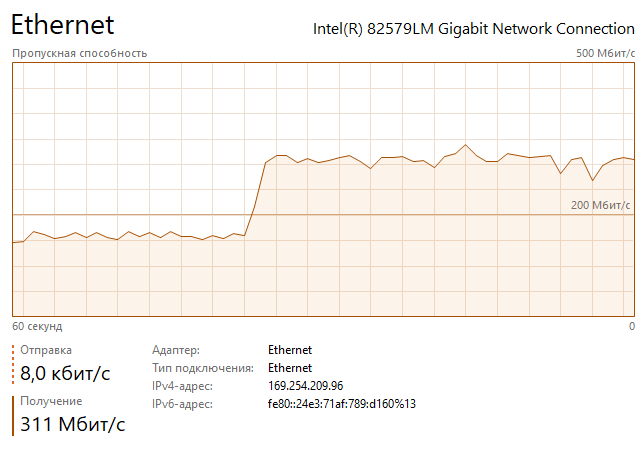 Ethernet
Intel(R) 82579LM Gigabit Network Connection
Пропускная способность
500 Мбит/с
200 Мбит/с
60 секунд
0
Отправка
8,0 кбит/с
Получение
311 Мбит/с
Адаптер: Ethernet
Тип подключения: Ethernet
IPv4-адрес: 169.254.209.96
IPv6-адрес: fe80::24e3:71af:789:d160%13